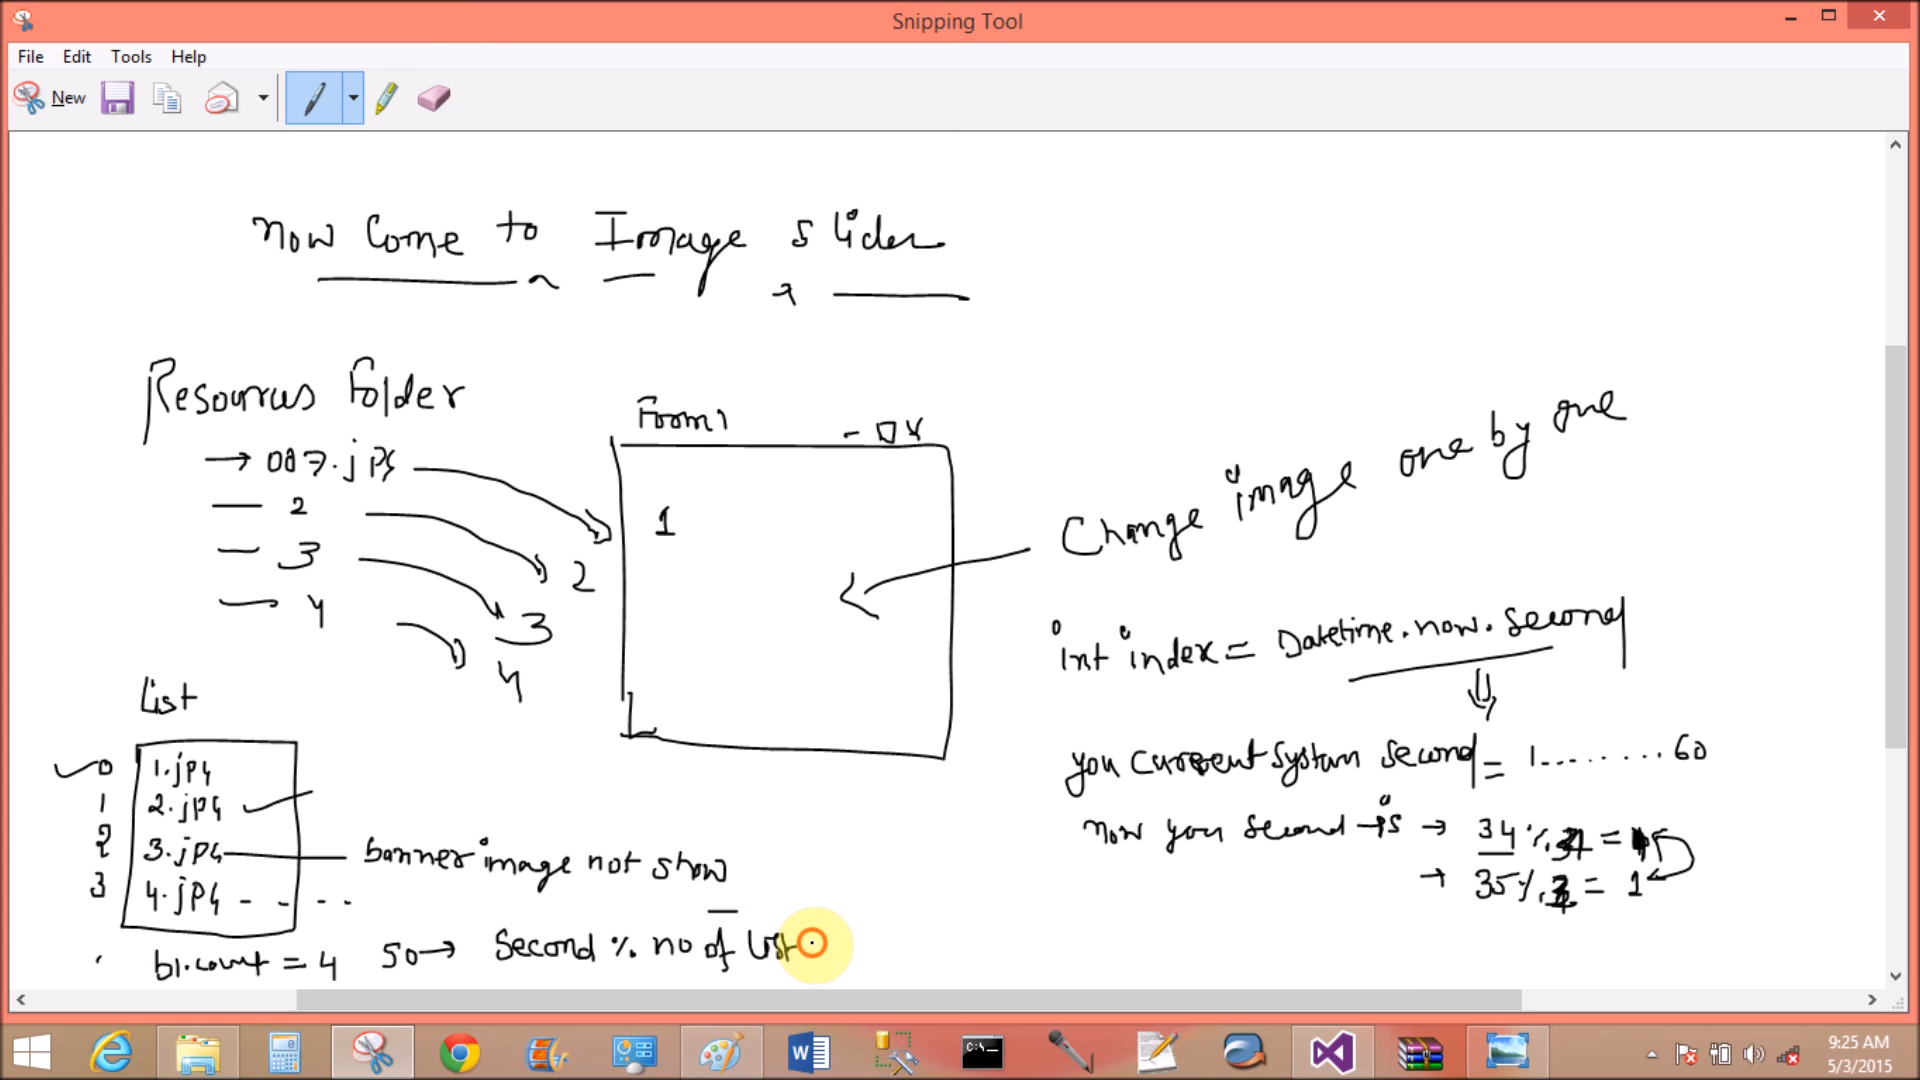 Snipping Tool
File Edit Tools Help
New
Now Come to Image slider
Resources folder
007.jpg
2
3
4
2
3
4
Form1
1
Change image one by one
int index = Datetime.now.second
you current system second = 1........60
now you second is → 34 % 4 =
→ 35 % 4 = 1
List
0 1.jpg
1 2.jpg
2 3.jpg banner image not show
3 4.jpg - - - -
bi.count = 4 50→ Second % no of list
9:25 AM
5/3/2015